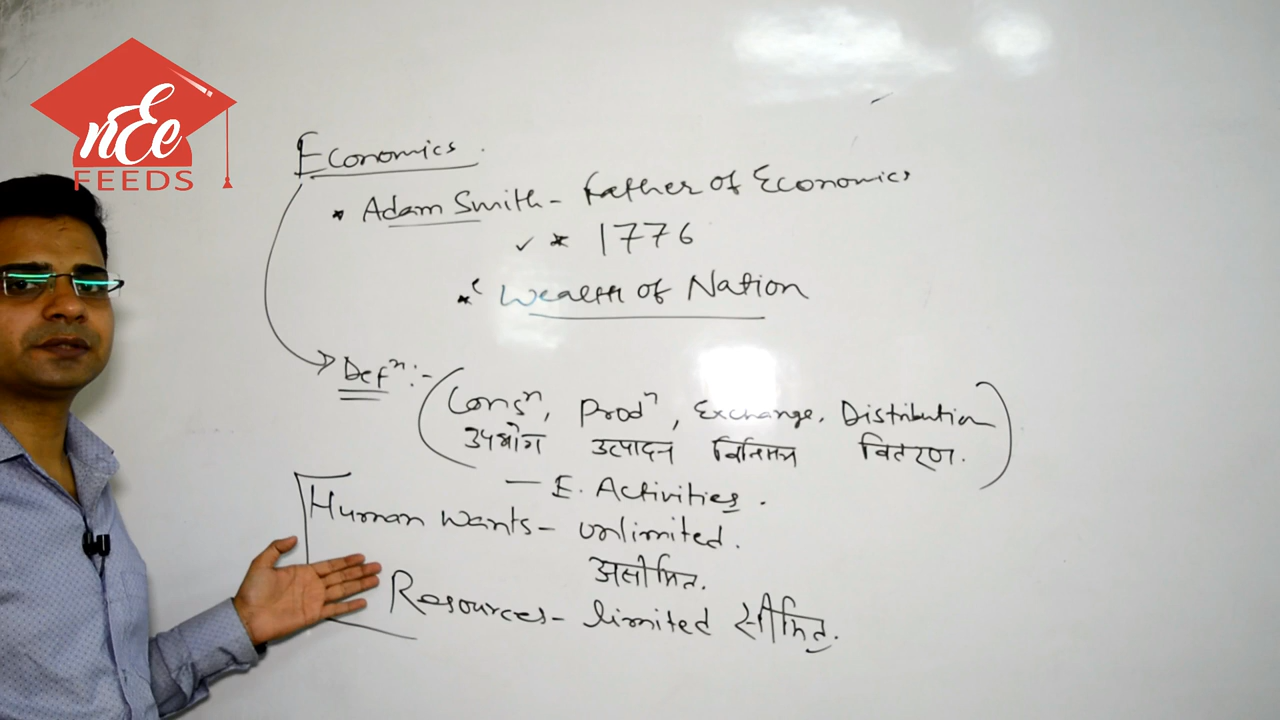 nEe
FEEDS
Economics.
* Adam Smith - Father of Economics
✓ * 1776
* Wealth of Nation
Defⁿ :- (Consⁿ, Prodⁿ, Exchange, Distribution
उपभोग उत्पादन विनिमय वितरण.)
— E. Activities.
Human Wants - unlimited.
असीमित.
Resources - limited सीमित.